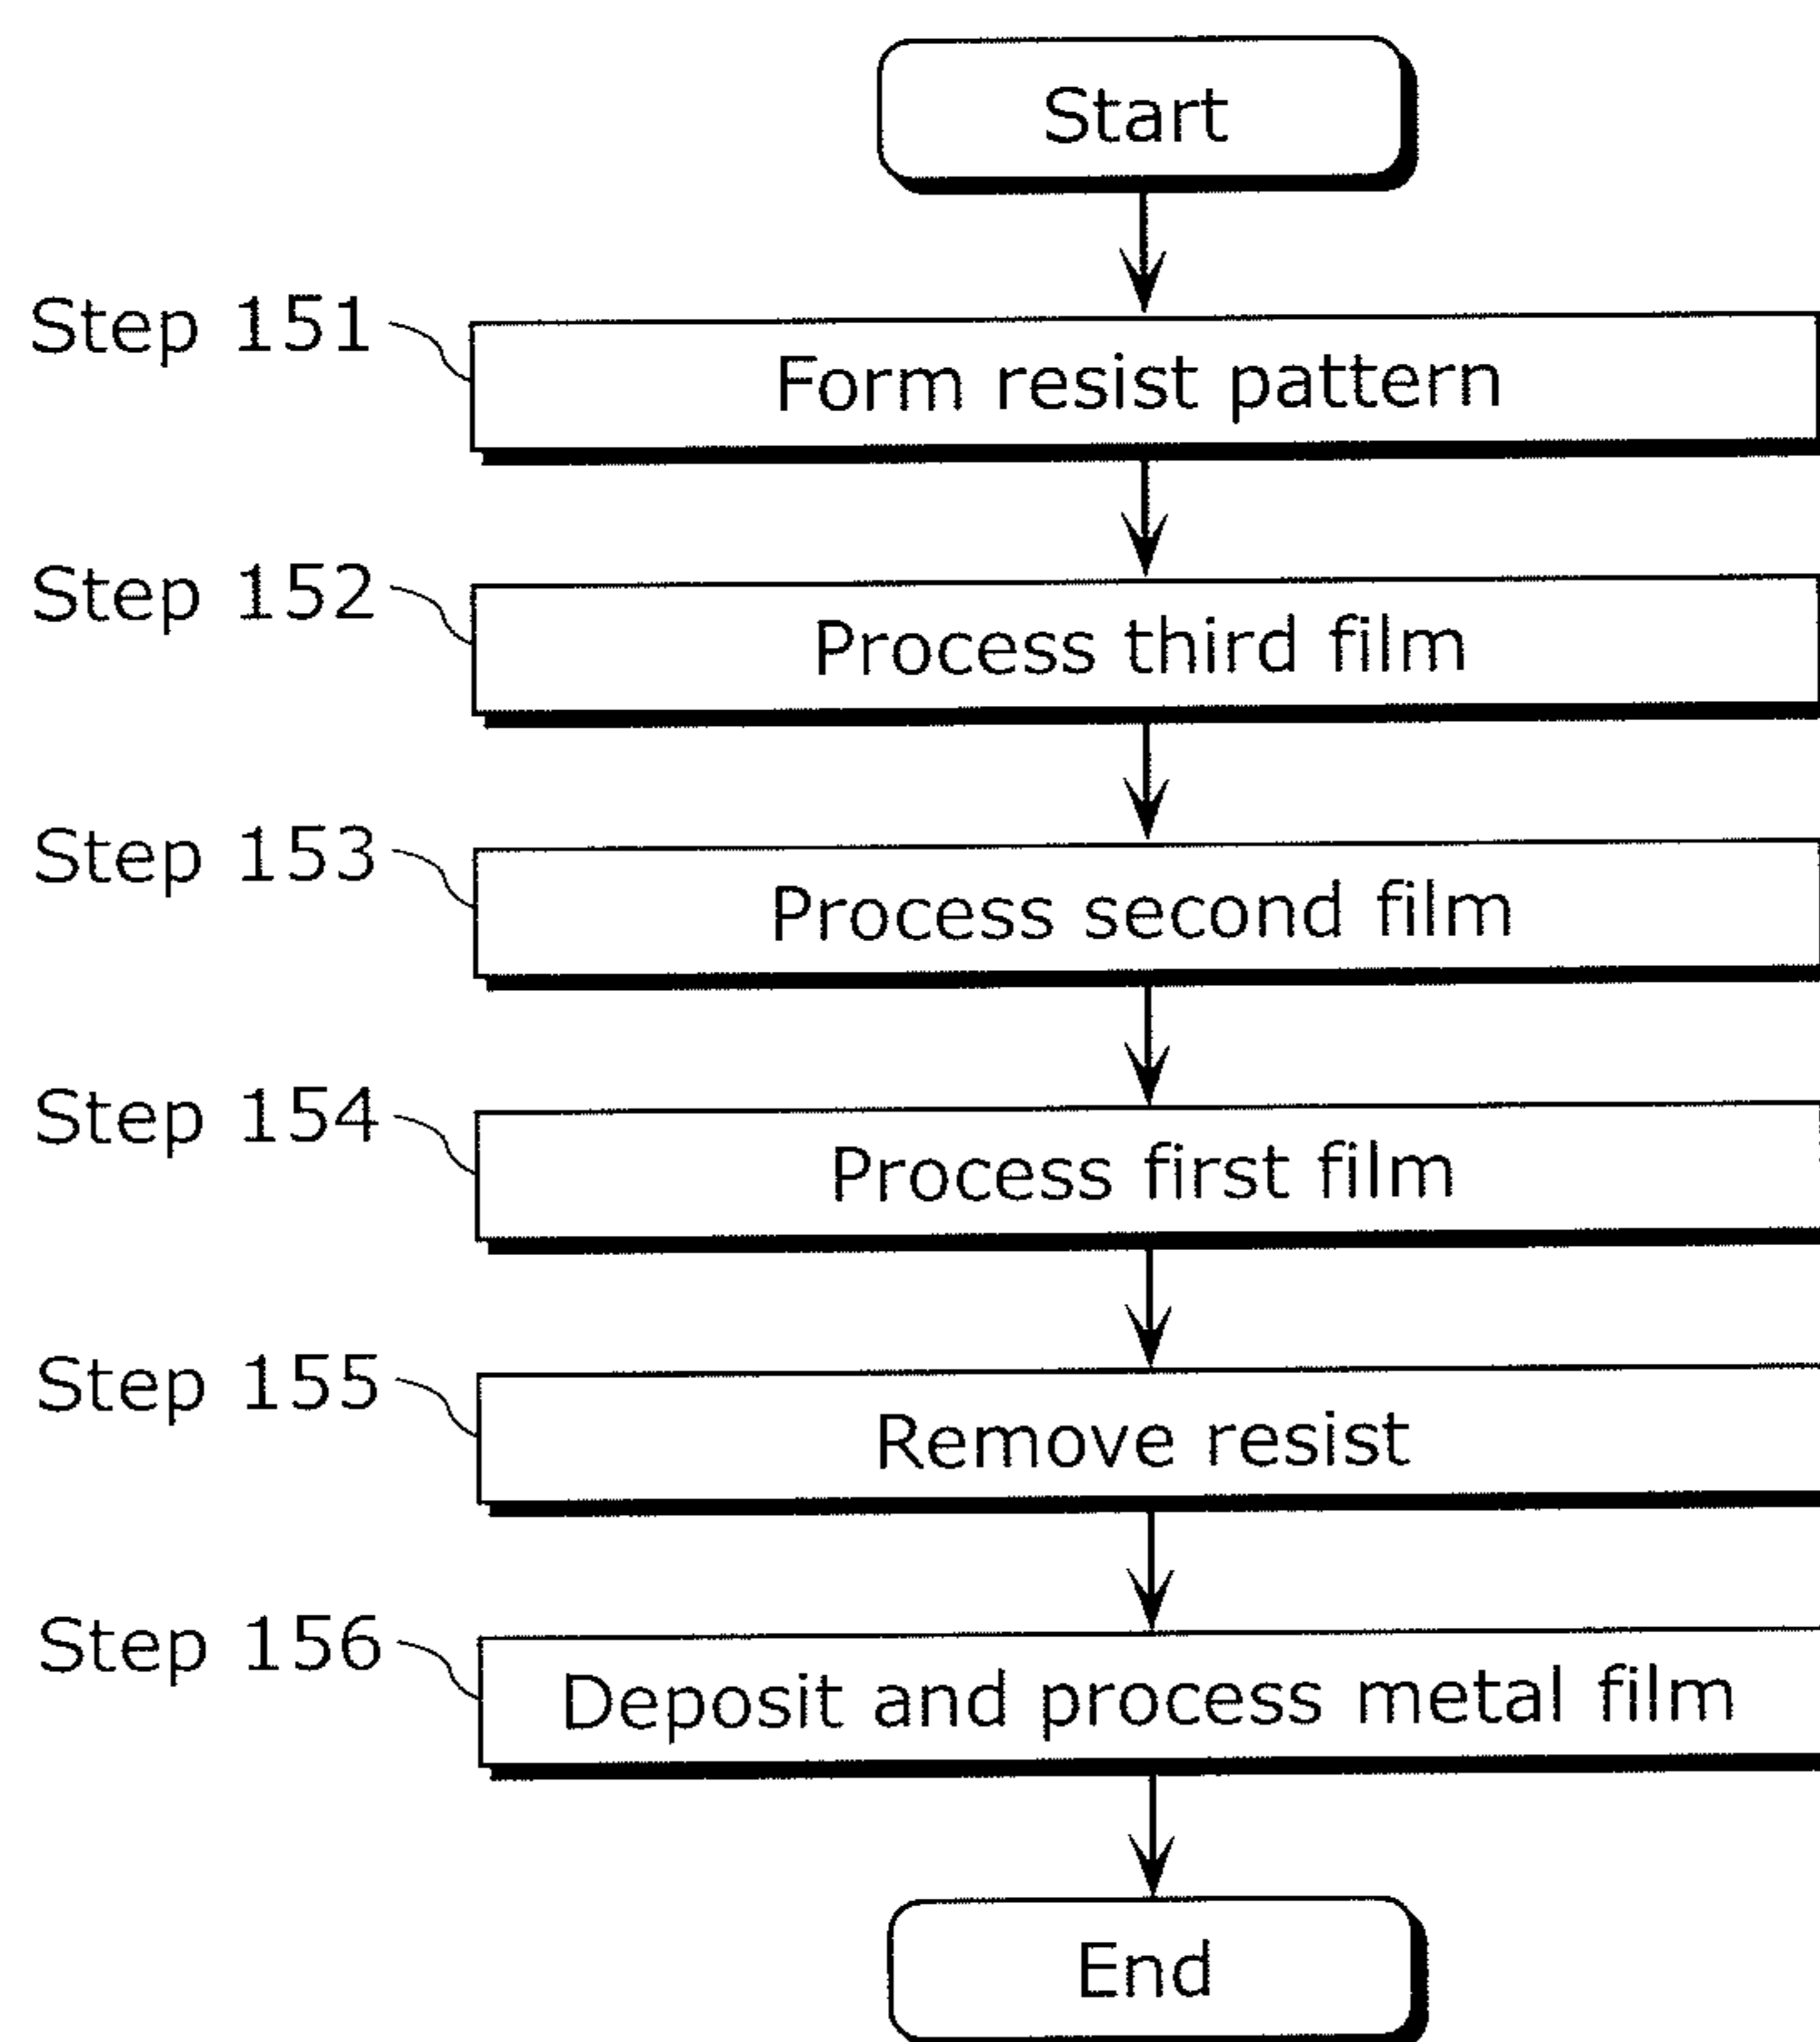 Start
Step 151
Form resist pattern
Step 152
Process third film
Step 153
Process second film
Step 154
Process first film
Step 155
Remove resist
Step 156
Deposit and process metal film
End